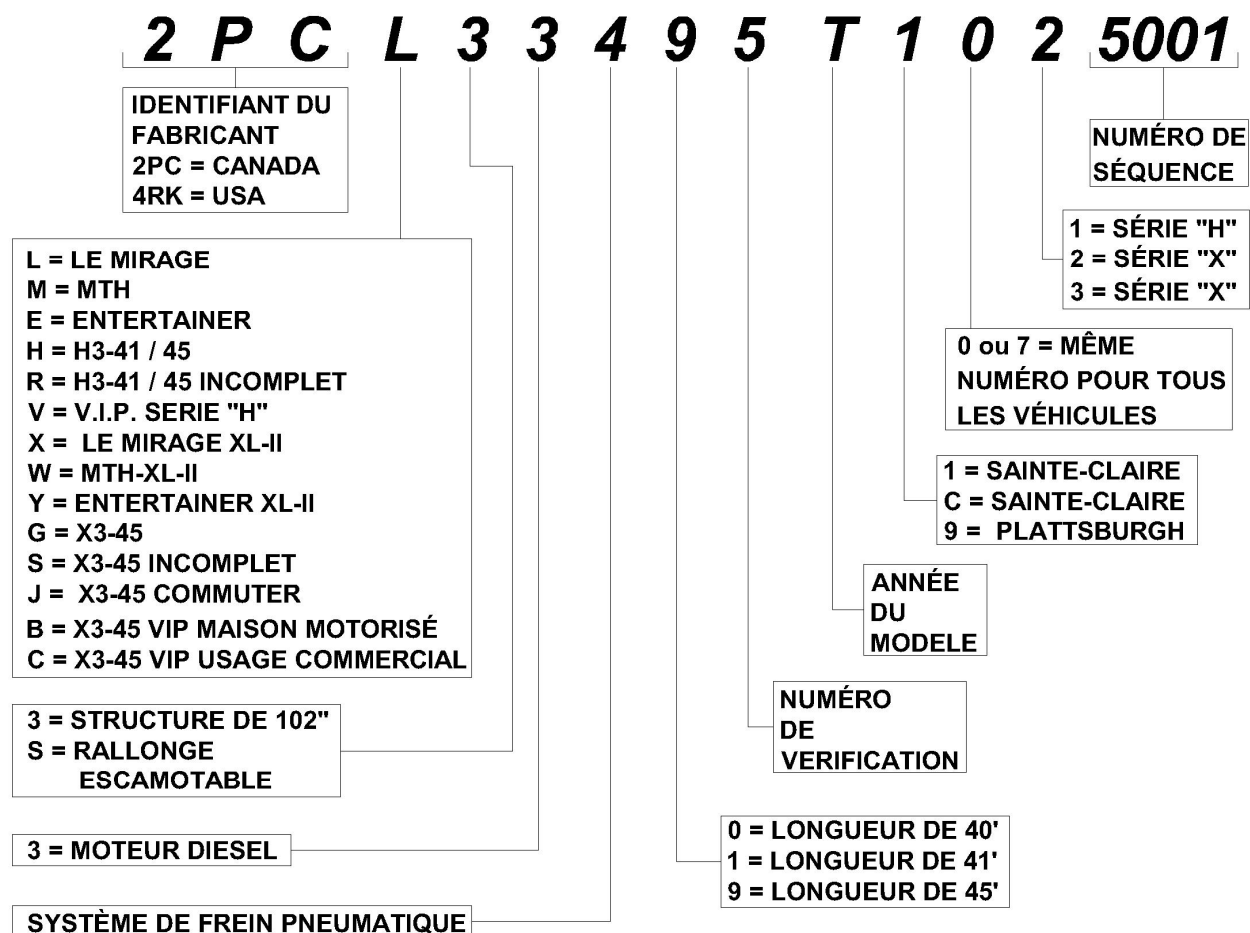 2 P C L 3 3 4 9 5 T 1 0 2 5001
IDENTIFIANT DU
FABRICANT
2PC = CANADA
4RK = USA
NUMÉRO DE
SÉQUENCE
L = LE MIRAGE
M = MTH
E = ENTERTAINER
H = H3-41 / 45
R = H3-41 / 45 INCOMPLET
V = V.I.P. SERIE "H"
X = LE MIRAGE XL-II
W = MTH-XL-II
Y = ENTERTAINER XL-II
G = X3-45
S = X3-45 INCOMPLET
J = X3-45 COMMUTER
B = X3-45 VIP MAISON MOTORISÉ
C = X3-45 VIP USAGE COMMERCIAL
1 = SÉRIE "H"
2 = SÉRIE "X"
3 = SÉRIE "X"
0 ou 7 = MÊME
NUMÉRO POUR TOUS
LES VÉHICULES
1 = SAINTE-CLAIRE
C = SAINTE-CLAIRE
9 = PLATTSBURGH
ANNÉE
DU
MODELE
NUMÉRO
DE
VERIFICATION
3 = STRUCTURE DE 102"
S = RALLONGE
ESCAMOTABLE
0 = LONGUEUR DE 40'
1 = LONGUEUR DE 41'
9 = LONGUEUR DE 45'
3 = MOTEUR DIESEL
SYSTÈME DE FREIN PNEUMATIQUE